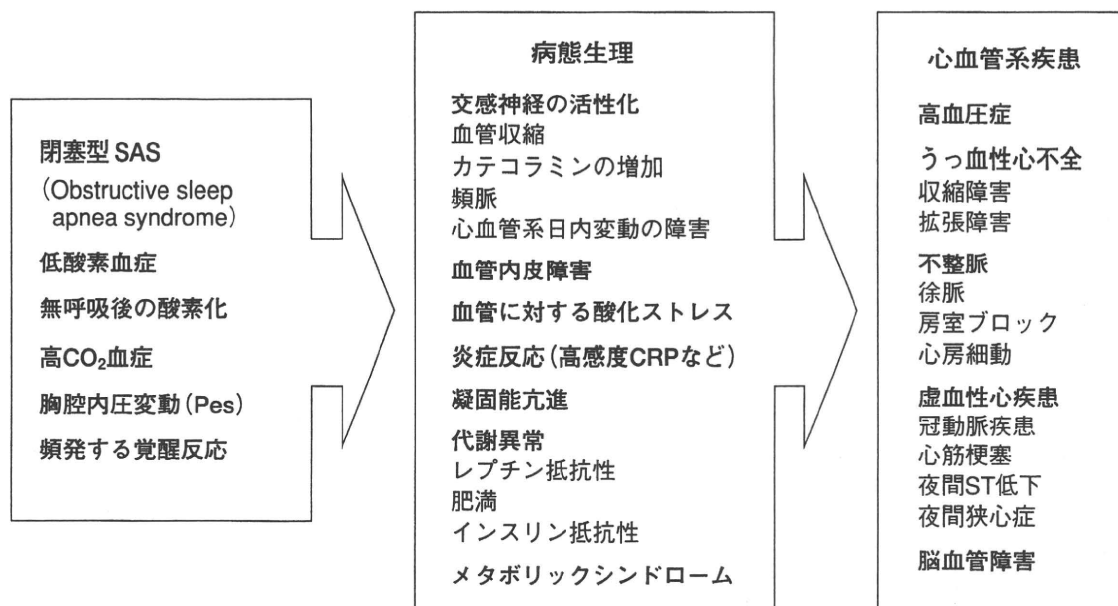 閉塞型 SAS
(Obstructive sleep
apnea syndrome)
低酸素血症
無呼吸後の酸素化
高CO₂血症
胸腔内圧変動(Pes)
頻発する覚醒反応
病態生理
交感神経の活性化
血管収縮
カテコラミンの増加
頻脈
心血管系日内変動の障害
血管内皮障害
血管に対する酸化ストレス
炎症反応(高感度CRPなど)
凝固能亢進
代謝異常
レプチン抵抗性
肥満
インスリン抵抗性
メタボリックシンドローム
心血管系疾患
高血圧症
うっ血性心不全
収縮障害
拡張障害
不整脈
徐脈
房室ブロック
心房細動
虚血性心疾患
冠動脈疾患
心筋梗塞
夜間ST低下
夜間狭心症
脳血管障害